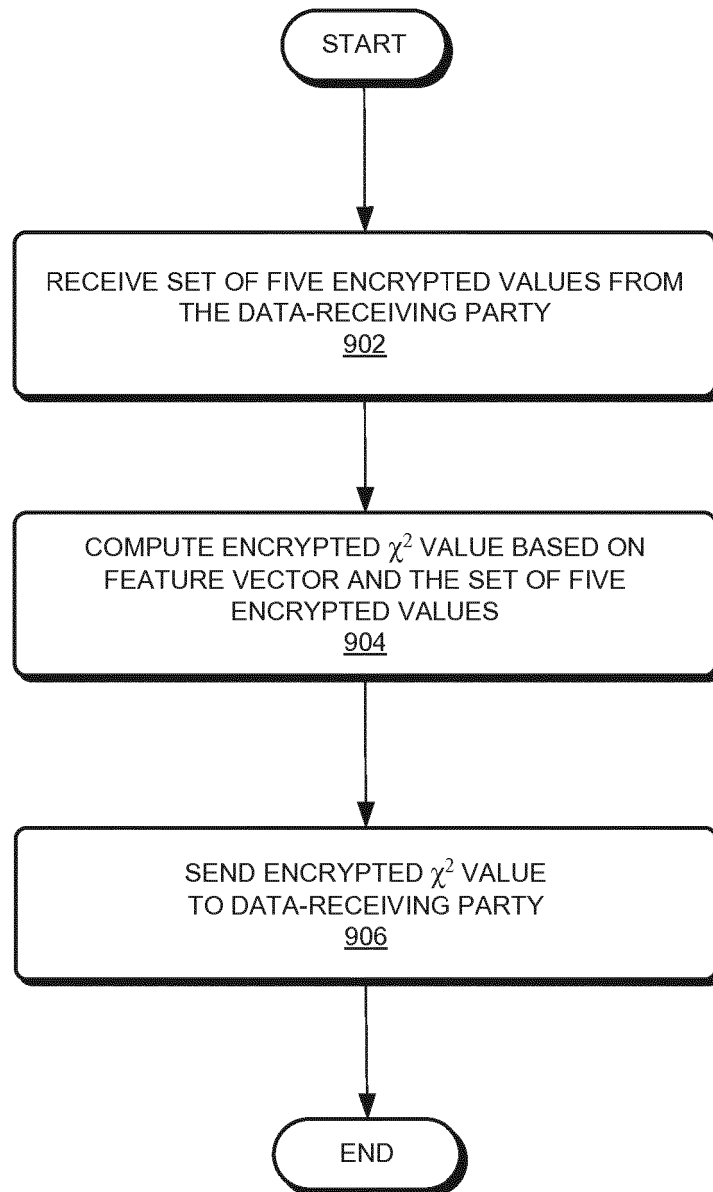 START
RECEIVE SET OF FIVE ENCRYPTED VALUES FROM
THE DATA-RECEIVING PARTY
902
COMPUTE ENCRYPTED χ² VALUE BASED ON
FEATURE VECTOR AND THE SET OF FIVE
ENCRYPTED VALUES
904
SEND ENCRYPTED χ² VALUE
TO DATA-RECEIVING PARTY
906
END